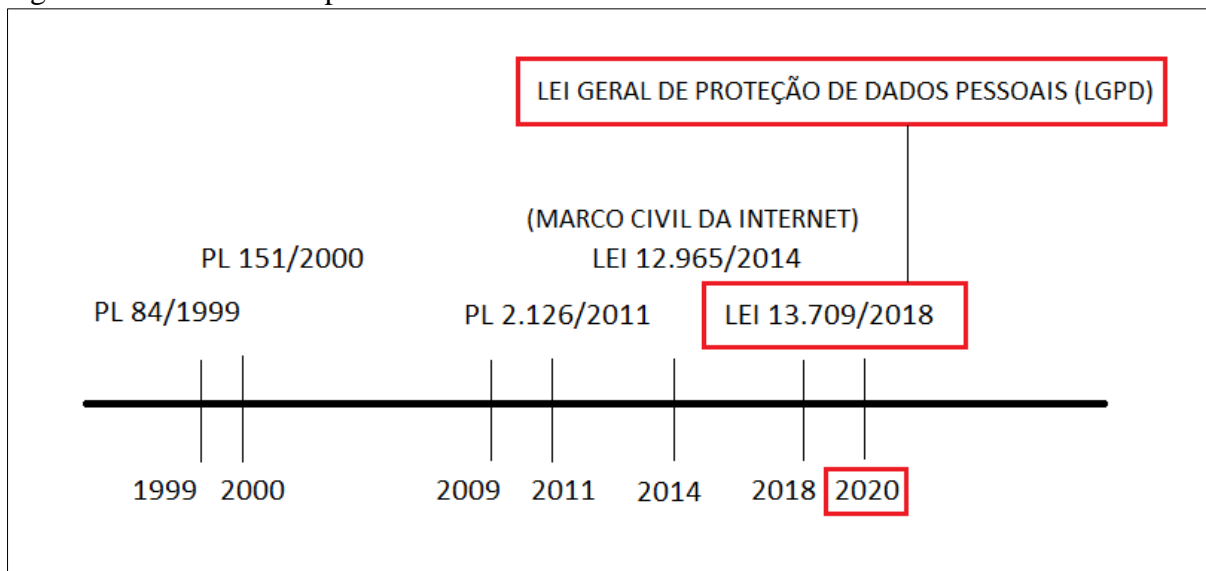 LEI GERAL DE PROTEÇÃO DE DADOS PESSOAIS (LGPD)
(MARCO CIVIL DA INTERNET)
PL 151/2000 LEI 12.965/2014
PL 84/1999 PL 2.126/2011 LEI 13.709/2018
1999 2000 2009 2011 2014 2018 2020